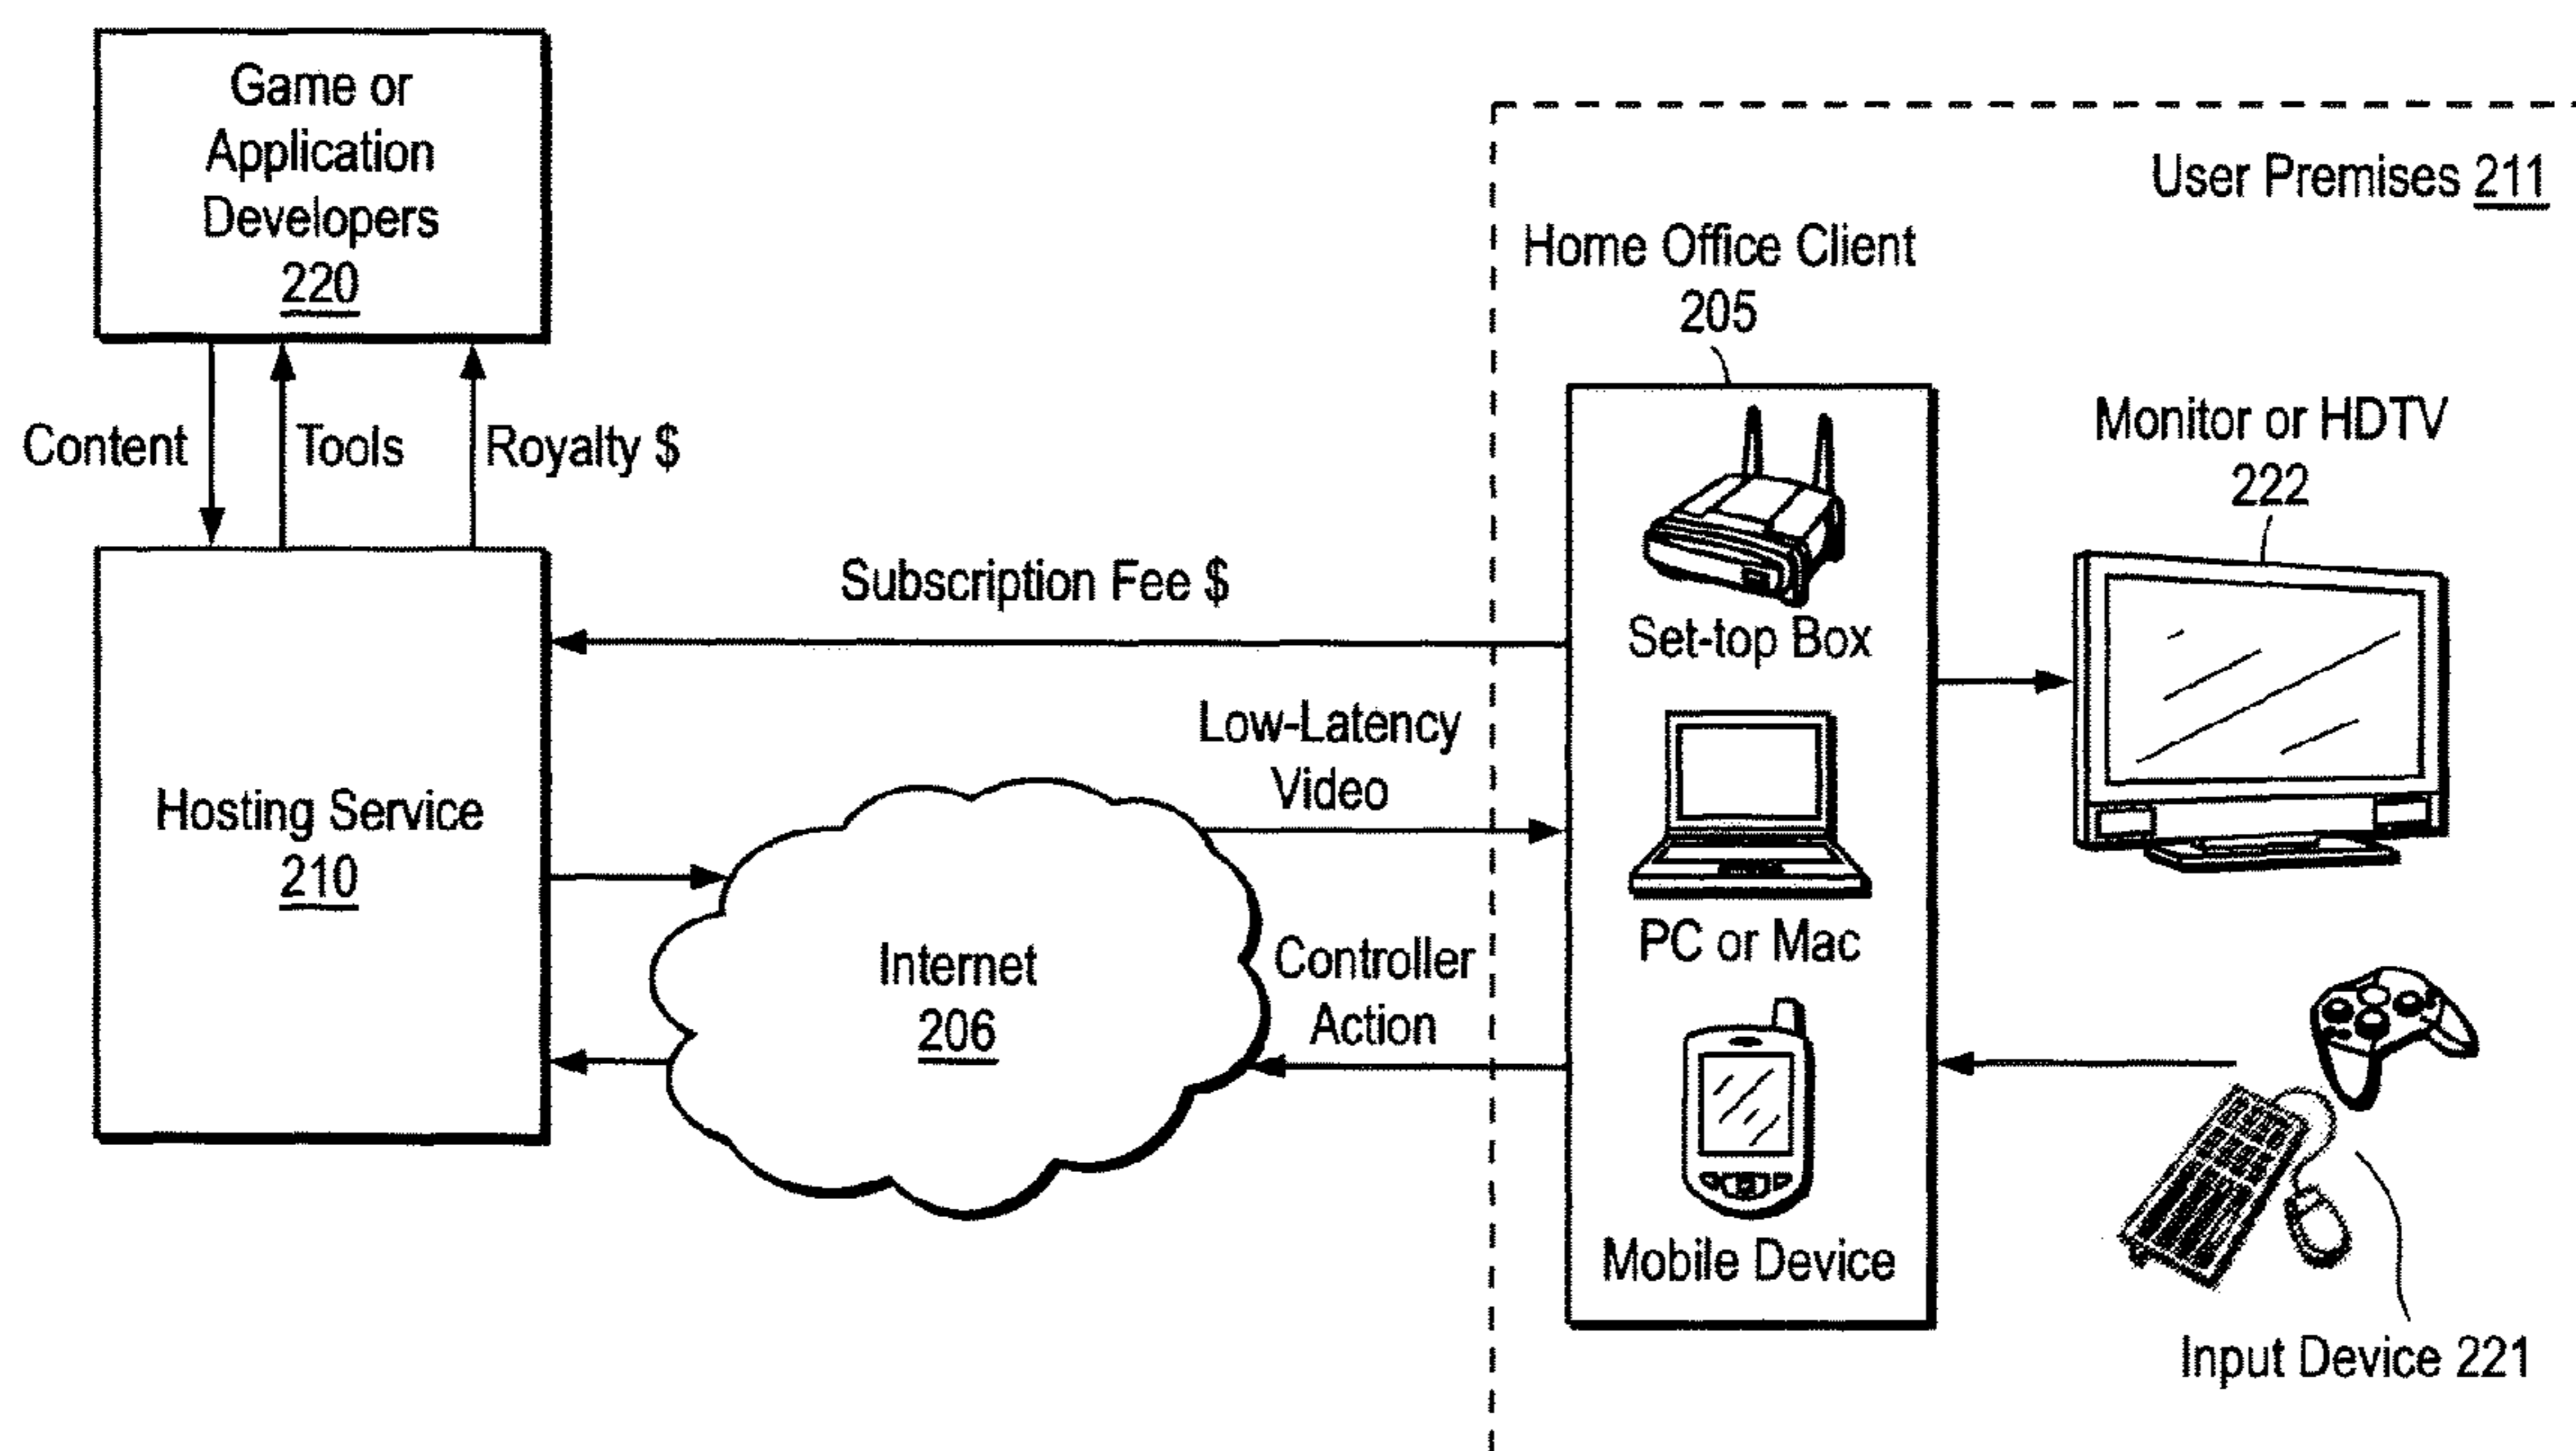 Game or
Application
Developers
220
Content
Tools
Royalty $
Hosting Service
210
Subscription Fee $
Low-Latency
Video
Internet
206
Controller
Action
User Premises 211
Home Office Client
205
Set-top Box
PC or Mac
Mobile Device
Monitor or HDTV
222
Input Device 221